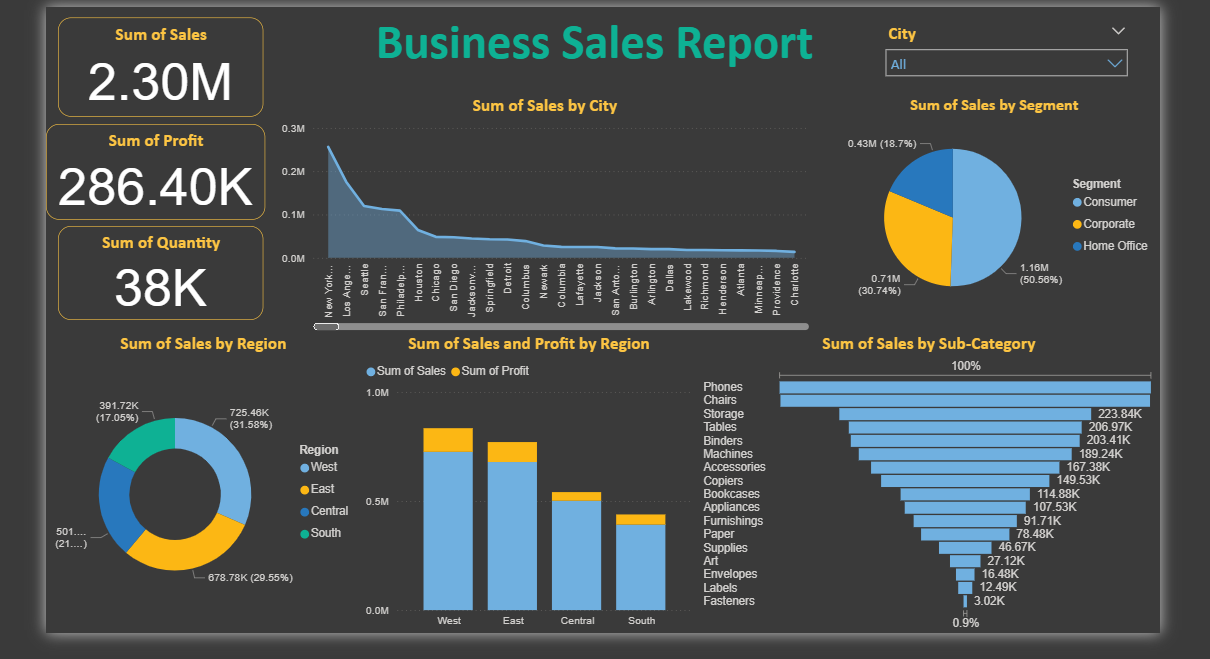 Sum of Sales
2.30M
Sum of Profit
286.40K
Sum of Quantity
38K
Business Sales Report
City
All
Sum of Sales by City
0.3M
0.2M
0.1M
0.0M
New York...
Los Ange...
Seattle
San Fran...
Philadelp...
Houston
Chicago
San Diego
Jacksonv...
Springfield
Detroit
Columbus
Newark
Columbia
Lafayette
Jackson
San Anto...
Burlington
Arlington
Dallas
Lakewood
Richmond
Henderson
Atlanta
Minneap...
Providence
Charlotte
Sum of Sales by Segment
0.43M (18.7%)
0.71M
(30.74%)
1.16M
(50.56%)
Segment
Consumer
Corporate
Home Office
Sum of Sales by Region
391.72K
(17.05%)
725.46K
(31.58%)
501....
(21....)
678.78K (29.55%)
Region
West
East
Central
South
Sum of Sales and Profit by Region
Sum of Sales
Sum of Profit
1.0M
0.5M
0.0M
West
East
Central
South
Sum of Sales by Sub-Category
100%
Phones
Chairs
Storage 223.84K
Tables 206.97K
Binders 203.41K
Machines 189.24K
Accessories 167.38K
Copiers 149.53K
Bookcases 114.88K
Appliances 107.53K
Furnishings 91.71K
Paper 78.48K
Supplies 46.67K
Art 27.12K
Envelopes 16.48K
Labels 12.49K
Fasteners 3.02K
0.9%